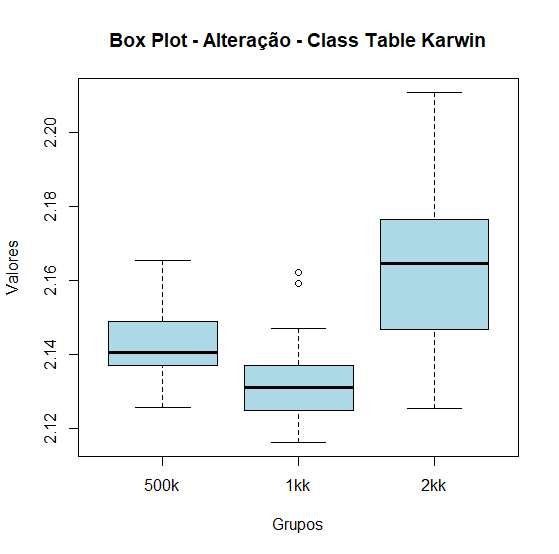 Box Plot - Alteração - Class Table Karwin
Valores
2.20
2.18
2.16
2.14
2.12
500k 1kk 2kk
Grupos